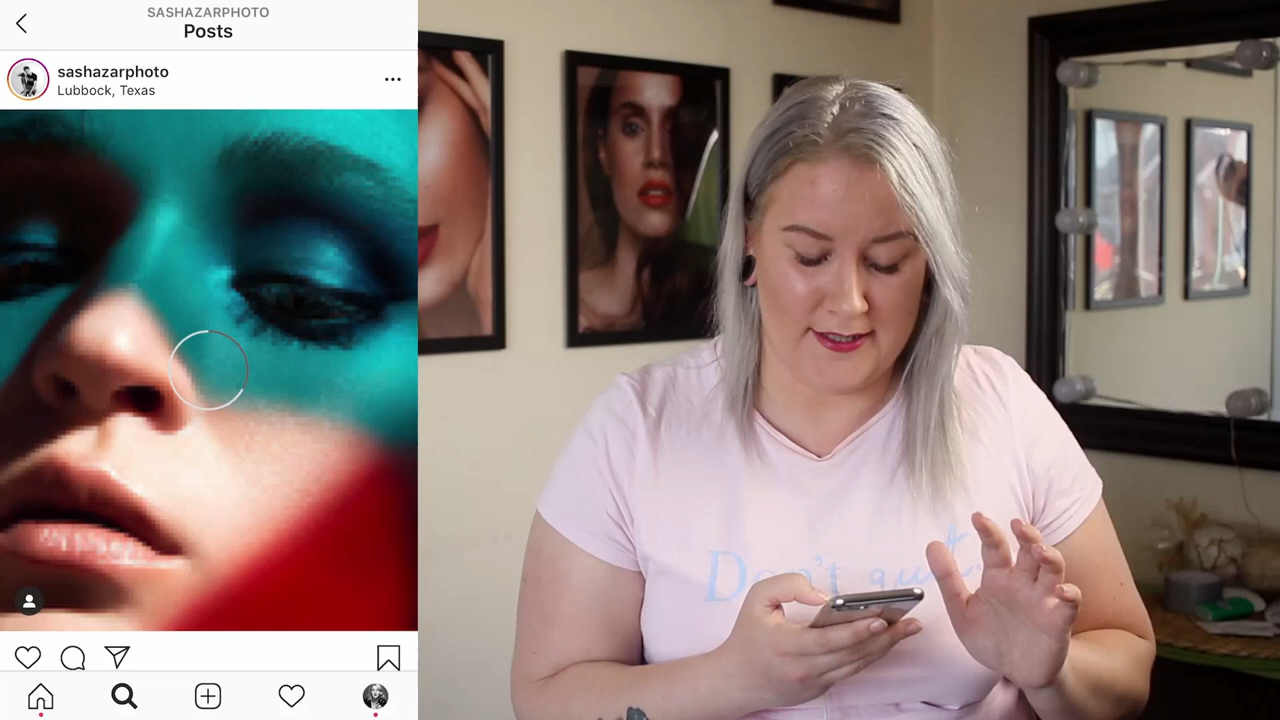 SASHAZARPHOTO
Posts
sashazarphoto
Lubbock, Texas
Don't quit.